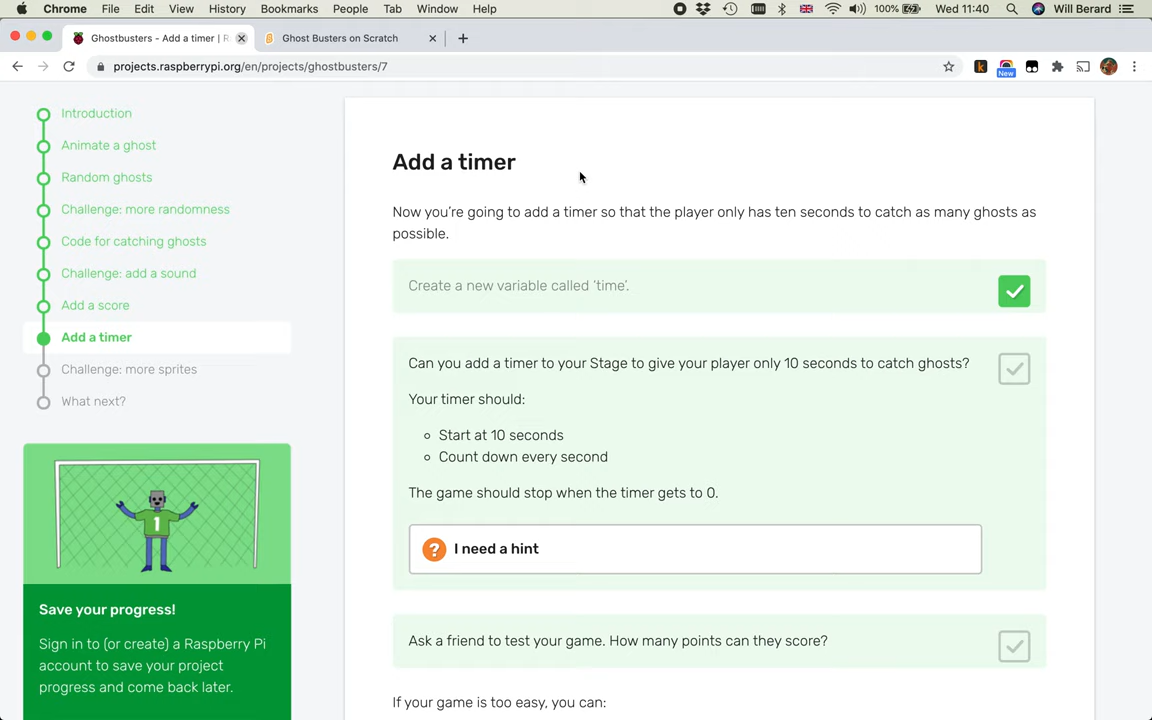 Chrome File Edit View History Bookmarks People Tab Window Help 100% Wed 11:40 Will Berard
Ghostbusters - Add a timer | R
Ghost Busters on Scratch
projects.raspberrypi.org/en/projects/ghostbusters/7
New
Introduction
Animate a ghost
Random ghosts
Challenge: more randomness
Code for catching ghosts
Challenge: add a sound
Add a score
Add a timer
Challenge: more sprites
What next?
1
Save your progress!
Sign in to (or create) a Raspberry Pi
account to save your project
progress and come back later.
Add a timer
Now you’re going to add a timer so that the player only has ten seconds to catch as many ghosts as
possible.
Create a new variable called ‘time’.
Can you add a timer to your Stage to give your player only 10 seconds to catch ghosts?
Your timer should:
Start at 10 seconds
Count down every second
The game should stop when the timer gets to 0.
? I need a hint
Ask a friend to test your game. How many points can they score?
If your game is too easy, you can: